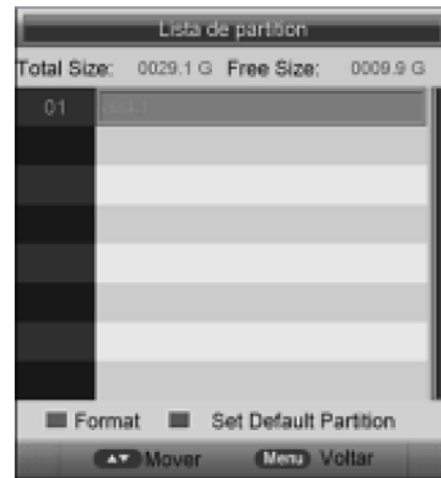 Lista de partition
Total Size: 0029.1 G Free Size: 0009.9 G
01 disk1
Format Set Default Partition
Mover Menu Voltar